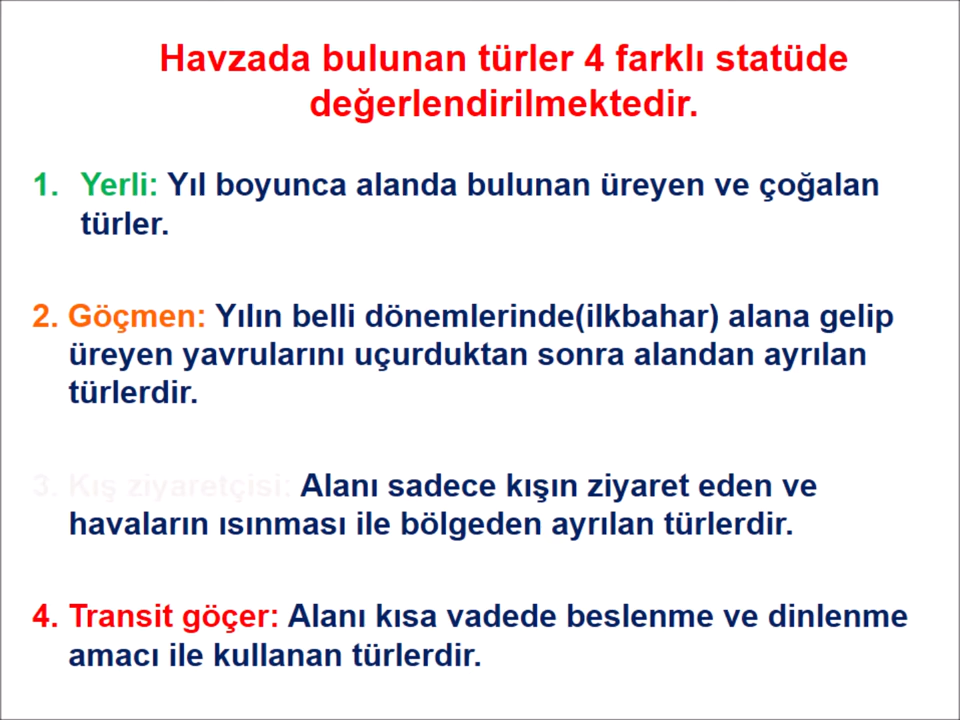 Havzada bulunan türler 4 farklı statüde
değerlendirilmektedir.
1. Yerli: Yıl boyunca alanda bulunan üreyen ve çoğalan
türler.
2. Göçmen: Yılın belli dönemlerinde(ilkbahar) alana gelip
üreyen yavrularını uçurduktan sonra alandan ayrılan
türlerdir.
3. Kış ziyaretçisi: Alanı sadece kışın ziyaret eden ve
havaların ısınması ile bölgeden ayrılan türlerdir.
4. Transit göçer: Alanı kısa vadede beslenme ve dinlenme
amacı ile kullanan türlerdir.